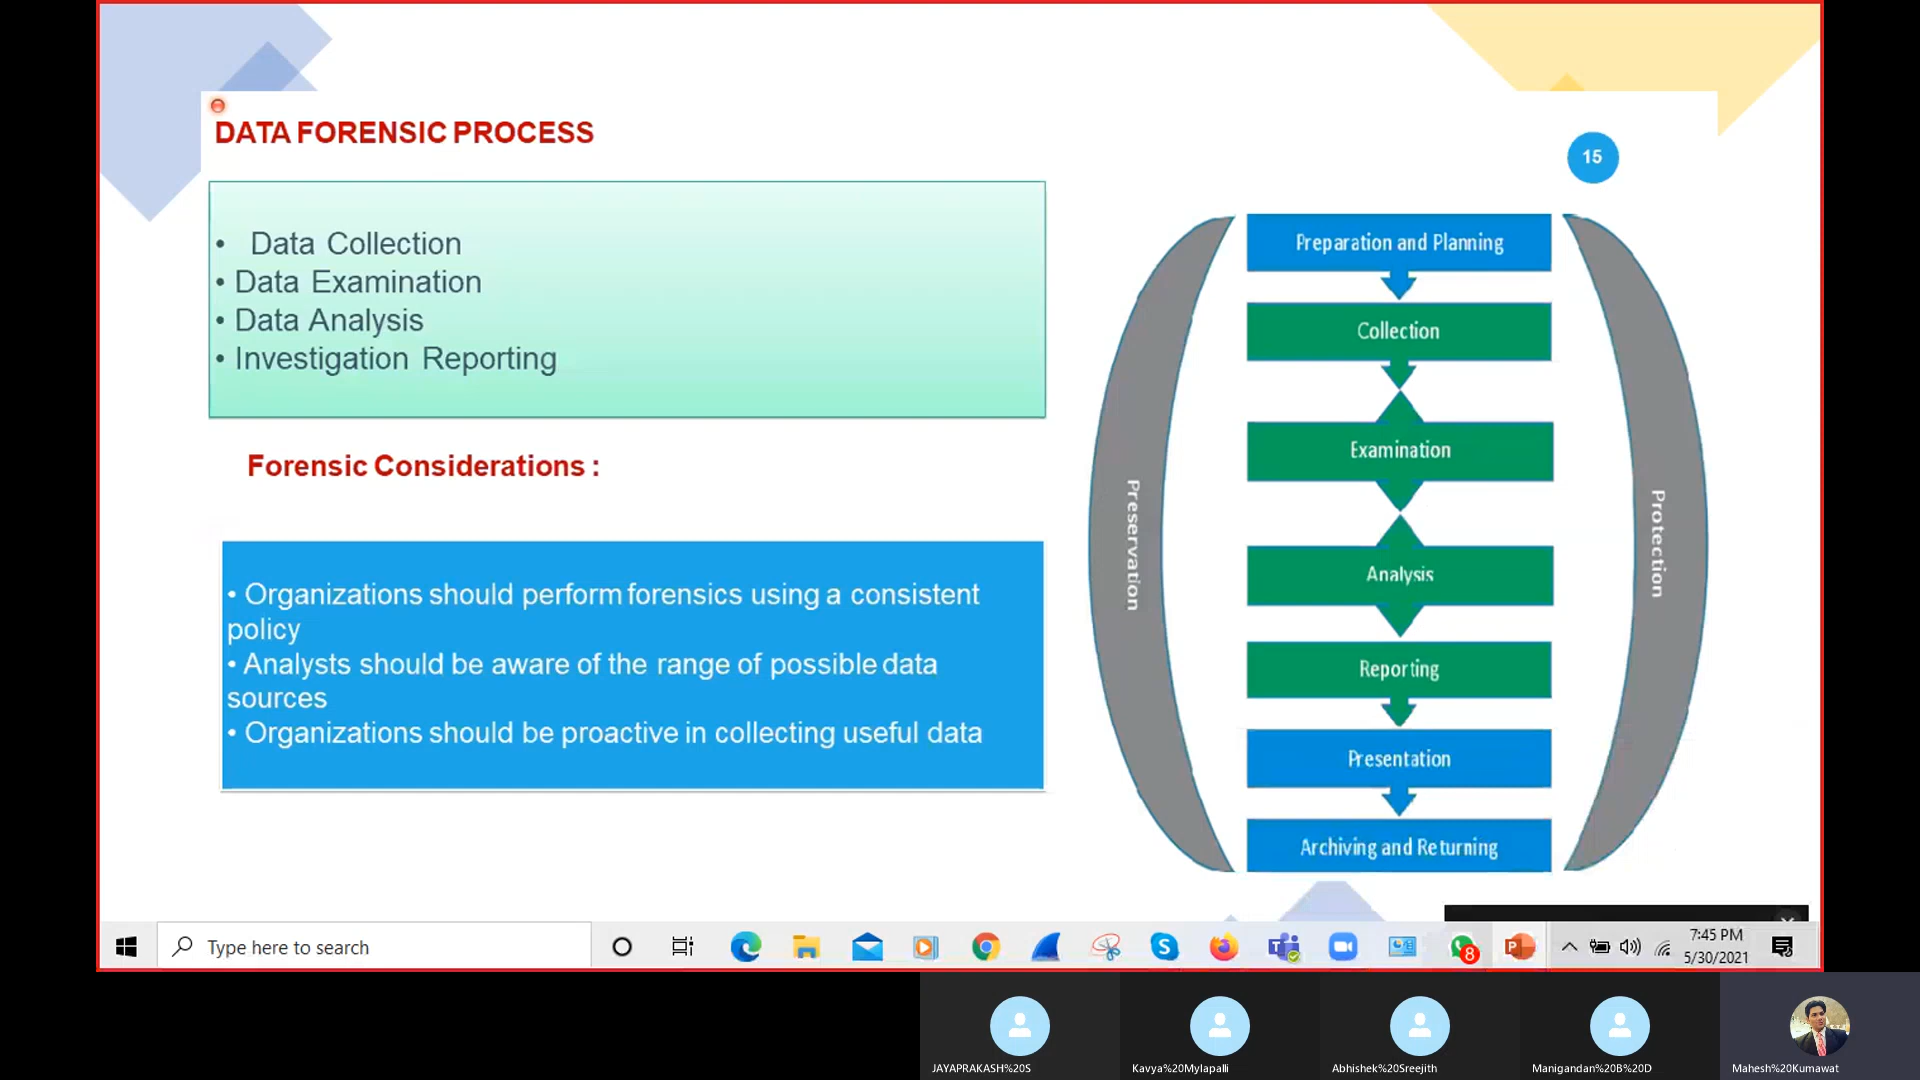 DATA FORENSIC PROCESS
15
• Data Collection
• Data Examination
• Data Analysis
• Investigation Reporting
Forensic Considerations :
• Organizations should perform forensics using a consistent
policy
• Analysts should be aware of the range of possible data
sources
• Organizations should be proactive in collecting useful data
Preservation
Preparation and Planning
Collection
Examination
Analysis
Reporting
Presentation
Archiving and Returning
Protection
Type here to search
8
7:45 PM
5/30/2021
JAYAPRAKASH%20S
Kavya%20Mylapalli
Abhishek%20Sreejith
Manigandan%20B%20D
Mahesh%20Kumawat